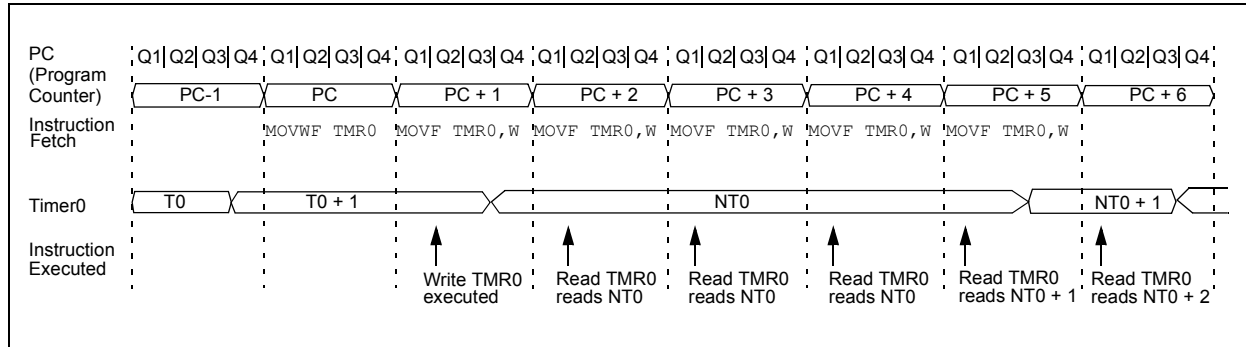 PC
(Program
Counter)
Q1 Q2 Q3 Q4 Q1 Q2 Q3 Q4 Q1 Q2 Q3 Q4 Q1 Q2 Q3 Q4 Q1 Q2 Q3 Q4 Q1 Q2 Q3 Q4 Q1 Q2 Q3 Q4 Q1 Q2 Q3 Q4
PC-1 PC PC + 1 PC + 2 PC + 3 PC + 4 PC + 5 PC + 6
Instruction
Fetch
MOVWF TMR0 MOVF TMR0,W MOVF TMR0,W MOVF TMR0,W MOVF TMR0,W MOVF TMR0,W
Timer0
T0 T0 + 1 NT0 NT0 + 1
Instruction
Executed
Write TMR0
executed
Read TMR0
reads NT0
Read TMR0
reads NT0
Read TMR0
reads NT0
Read TMR0
reads NT0 + 1
Read TMR0
reads NT0 + 2